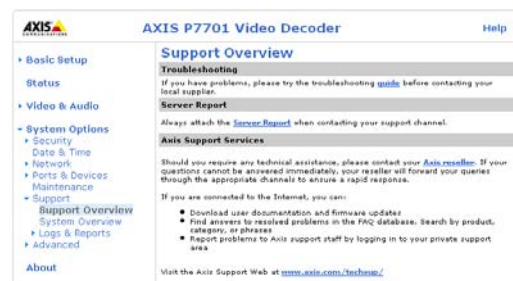 AXIS
COMMUNICATIONS
AXIS P7701 Video Decoder
Help
Basic Setup
Status
Video & Audio
System Options
Security
Date & Time
Network
Ports & Devices
Maintenance
Support
Support Overview
System Overview
Logs & Reports
Advanced
About
Support Overview
Troubleshooting
If you have problems, please try the troubleshooting guide before contacting your
local supplier.
Server Report
Always attach the Server Report when contacting your support channel.
Axis Support Services
Should you require any technical assistance, please contact your Axis reseller. If your
questions cannot be answered immediately, your reseller will forward your queries
through the appropriate channels to ensure a rapid response.
If you are connected to the Internet, you can:
Download user documentation and firmware updates
Find answers to resolved problems in the FAQ database. Search by product,
category, or phrases
Report problems to Axis support staff by logging in to your private support
area
Visit the Axis Support Web at www.axis.com/techsup/